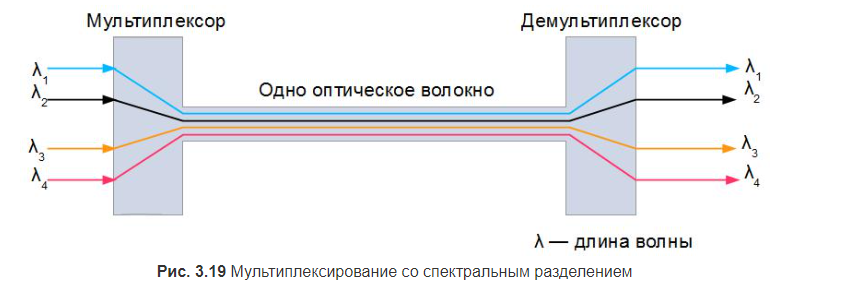 Мультиплексор Демультиплексор
λ1 λ1
Одно оптическое волокно
λ2 λ2
λ3 λ3
λ4 λ4
λ — длина волны
Рис. 3.19 Мультиплексирование со спектральным разделением